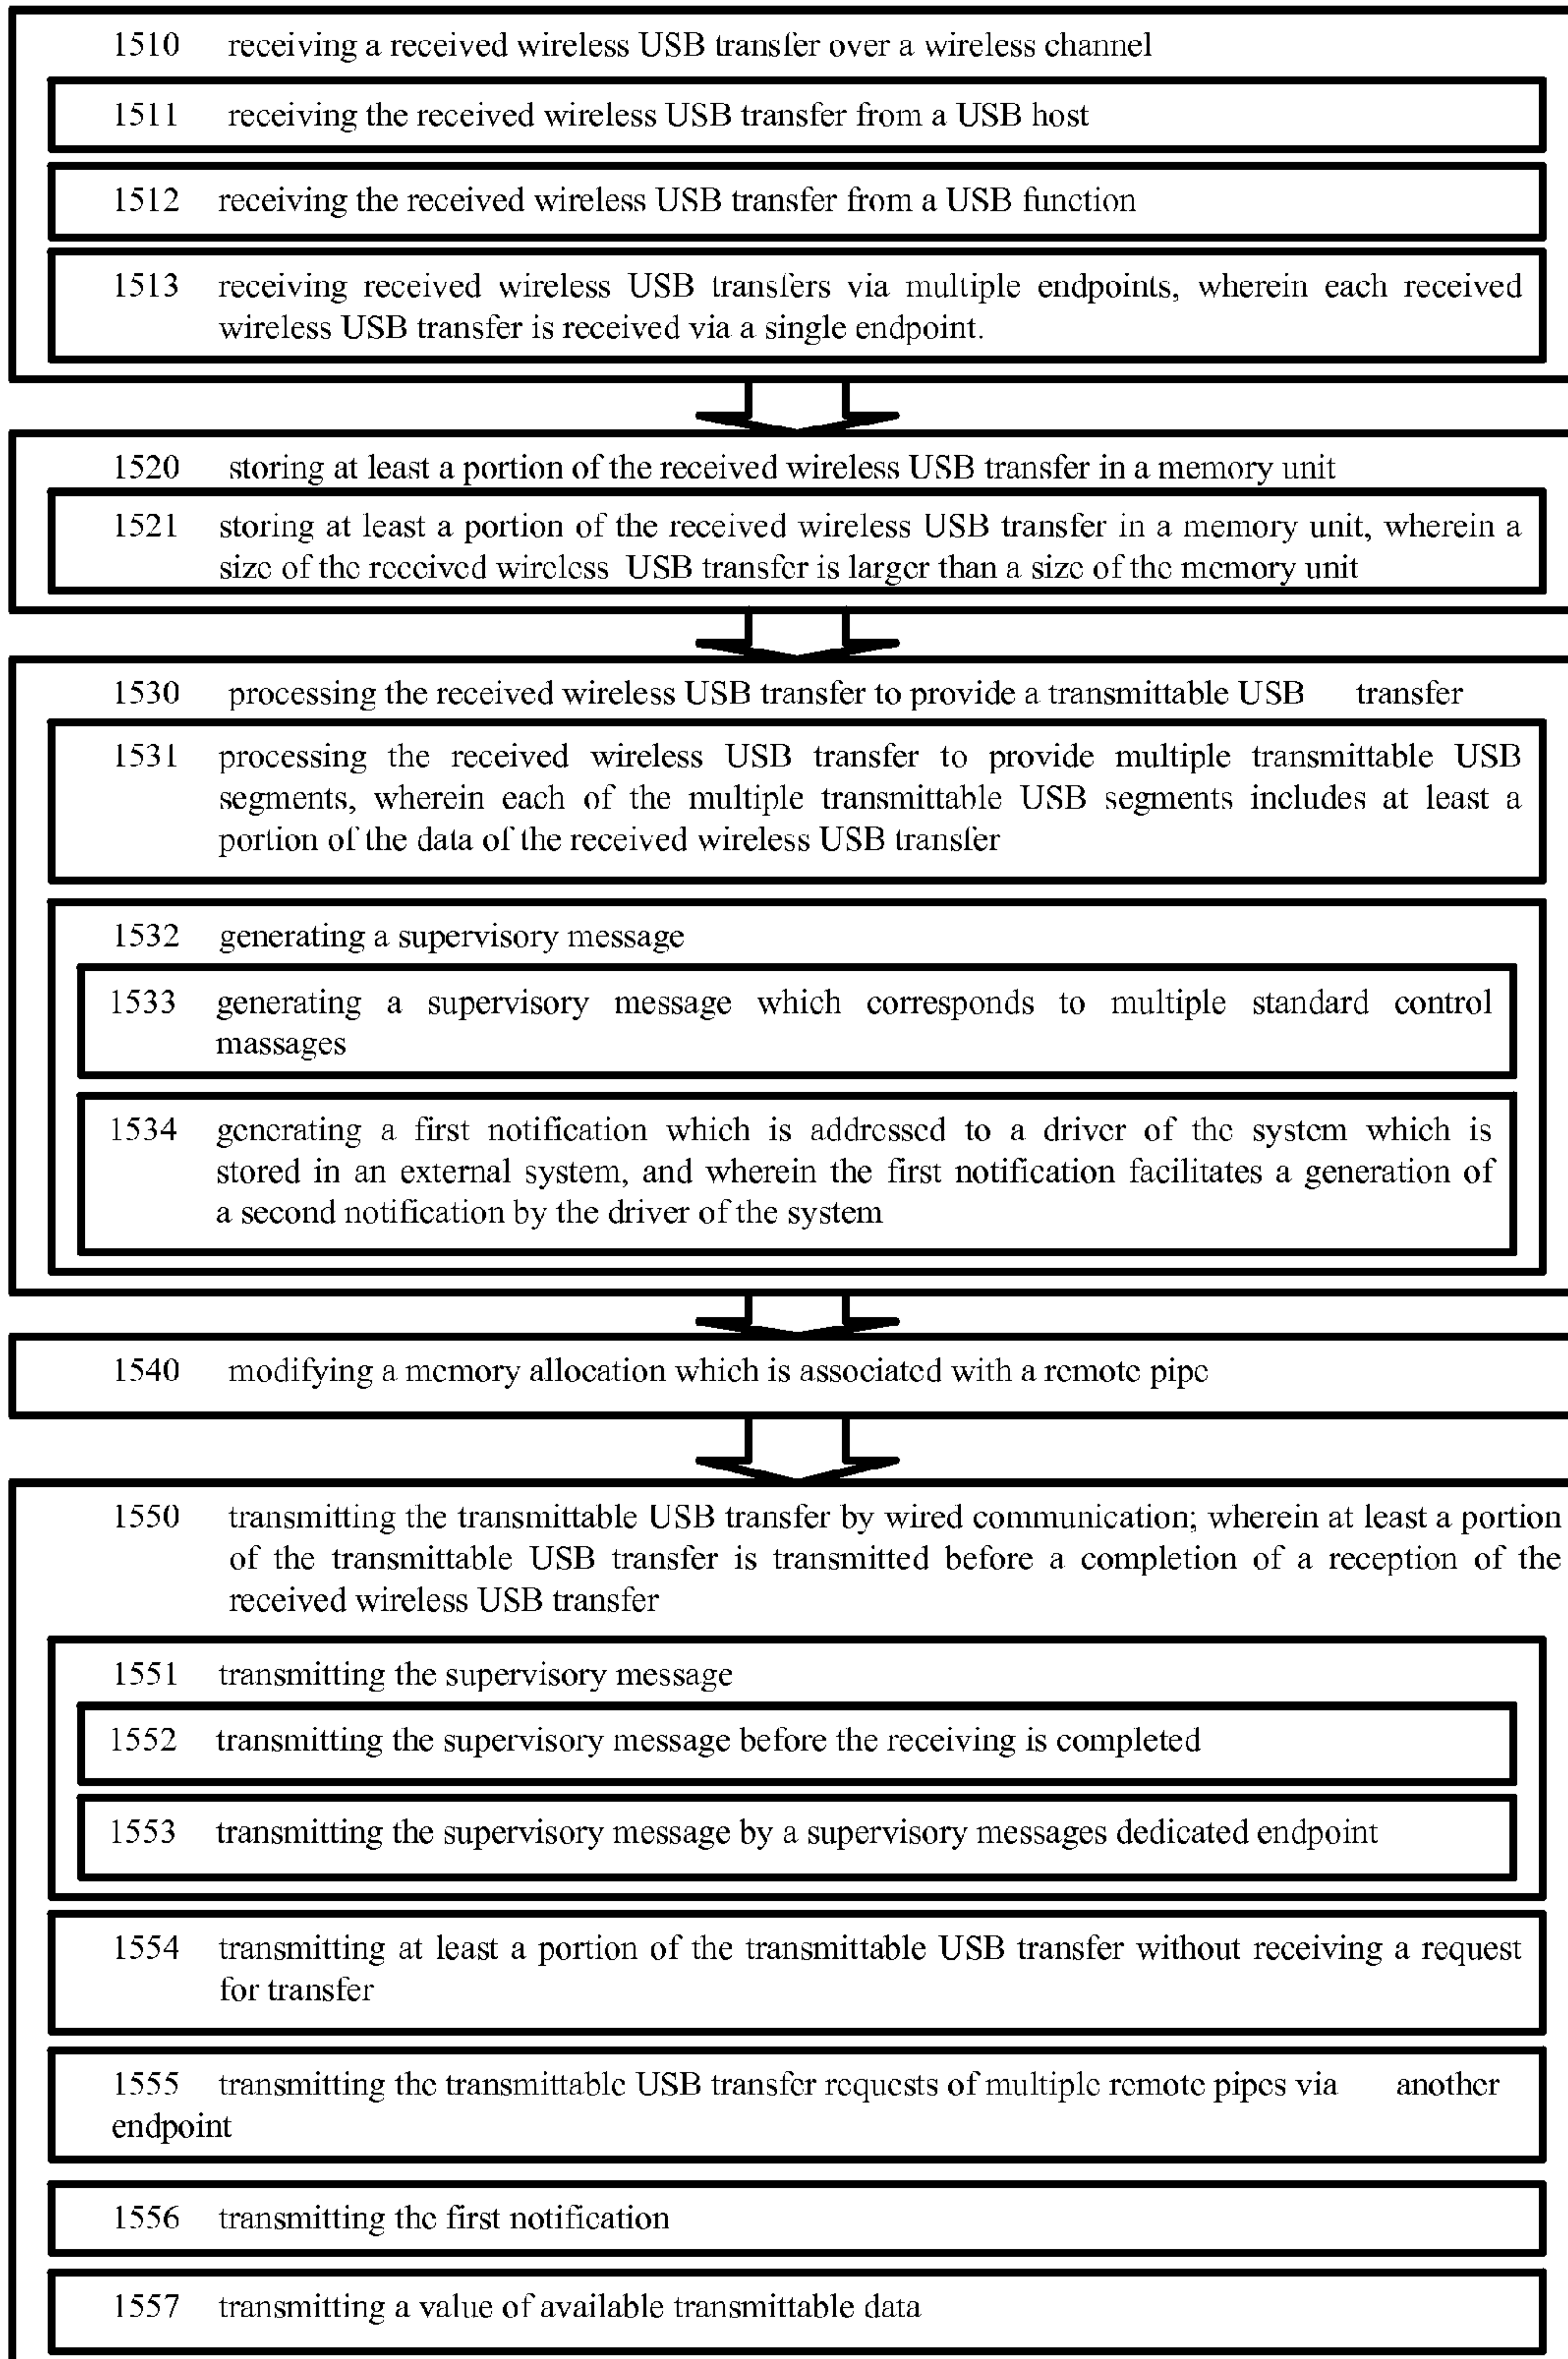 1510 receiving a received wireless USB transfer over a wireless channel
1511 receiving the received wireless USB transfer from a USB host
1512 receiving the received wireless USB transfer from a USB function
1513 receiving received wireless USB transfers via multiple endpoints, wherein each received
wireless USB transfer is received via a single endpoint.
1520 storing at least a portion of the received wireless USB transfer in a memory unit
1521 storing at least a portion of the received wireless USB transfer in a memory unit, wherein a
size of the received wireless USB transfer is larger than a size of the memory unit
1530 processing the received wireless USB transfer to provide a transmittable USB transfer
1531 processing the received wireless USB transfer to provide multiple transmittable USB
segments, wherein each of the multiple transmittable USB segments includes at least a
portion of the data of the received wireless USB transfer
1532 generating a supervisory message
1533 generating a supervisory message which corresponds to multiple standard control
massages
1534 generating a first notification which is addressed to a driver of the system which is
stored in an external system, and wherein the first notification facilitates a generation of
a second notification by the driver of the system
1540 modifying a memory allocation which is associated with a remote pipe
1550 transmitting the transmittable USB transfer by wired communication; wherein at least a portion
of the transmittable USB transfer is transmitted before a completion of a reception of the
received wireless USB transfer
1551 transmitting the supervisory message
1552 transmitting the supervisory message before the receiving is completed
1553 transmitting the supervisory message by a supervisory messages dedicated endpoint
1554 transmitting at least a portion of the transmittable USB transfer without receiving a request
for transfer
1555 transmitting the transmittable USB transfer requests of multiple remote pipes via another
endpoint
1556 transmitting the first notification
1557 transmitting a value of available transmittable data